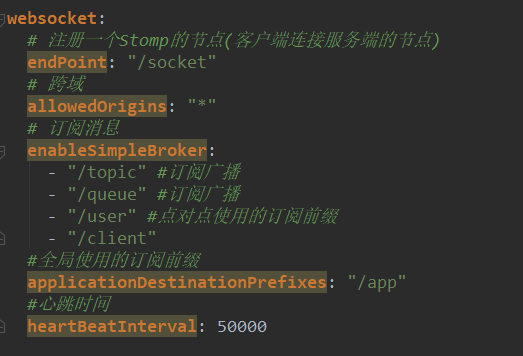 websocket:
# 注册一个Stomp的节点(客户端连接服务端的节点)
endPoint: "/socket"
# 跨域
allowedOrigins: "*"
# 订阅消息
enableSimpleBroker:
- "/topic" #订阅广播
- "/queue" #订阅广播
- "/user" #点对点使用的订阅前缀
- "/client"
#全局使用的订阅前缀
applicationDestinationPrefixes: "/app"
#心跳时间
heartBeatInterval: 50000